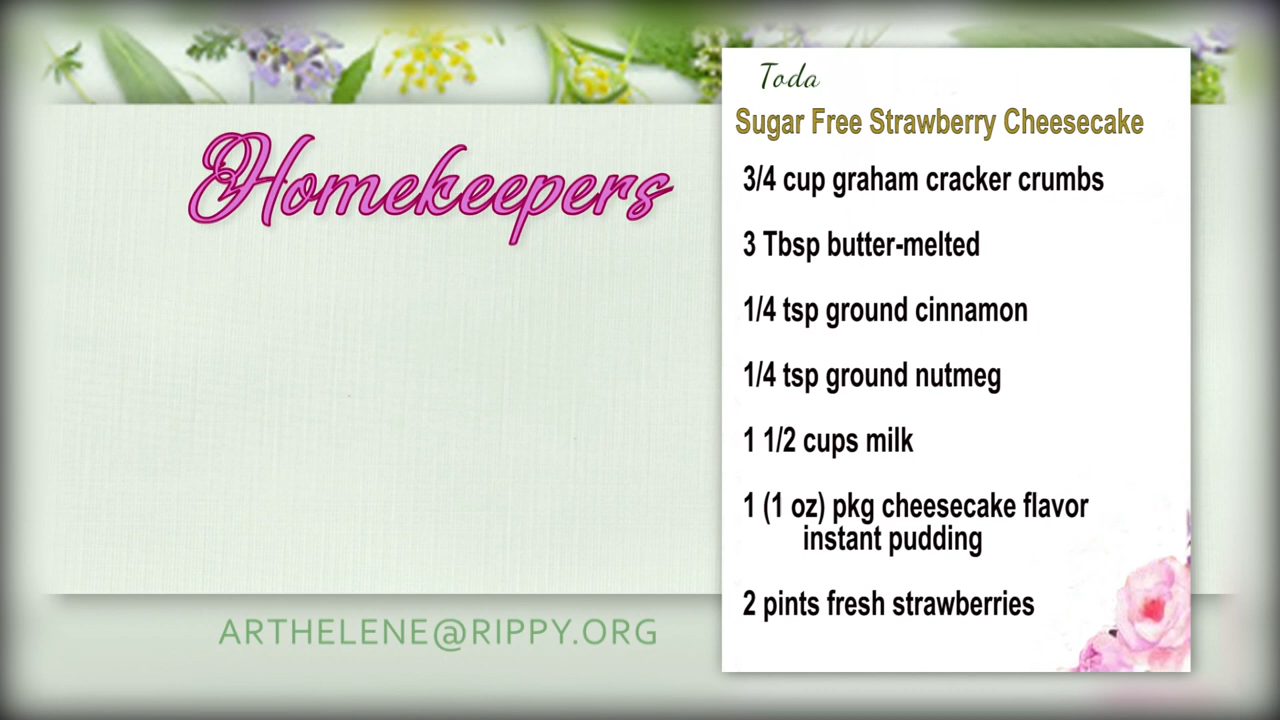 Homekeepers
ARTHELENE@RIPPY.ORG
Toda
Sugar Free Strawberry Cheesecake
3/4 cup graham cracker crumbs
3 Tbsp butter-melted
1/4 tsp ground cinnamon
1/4 tsp ground nutmeg
1 1/2 cups milk
1 (1 oz) pkg cheesecake flavor
instant pudding
2 pints fresh strawberries